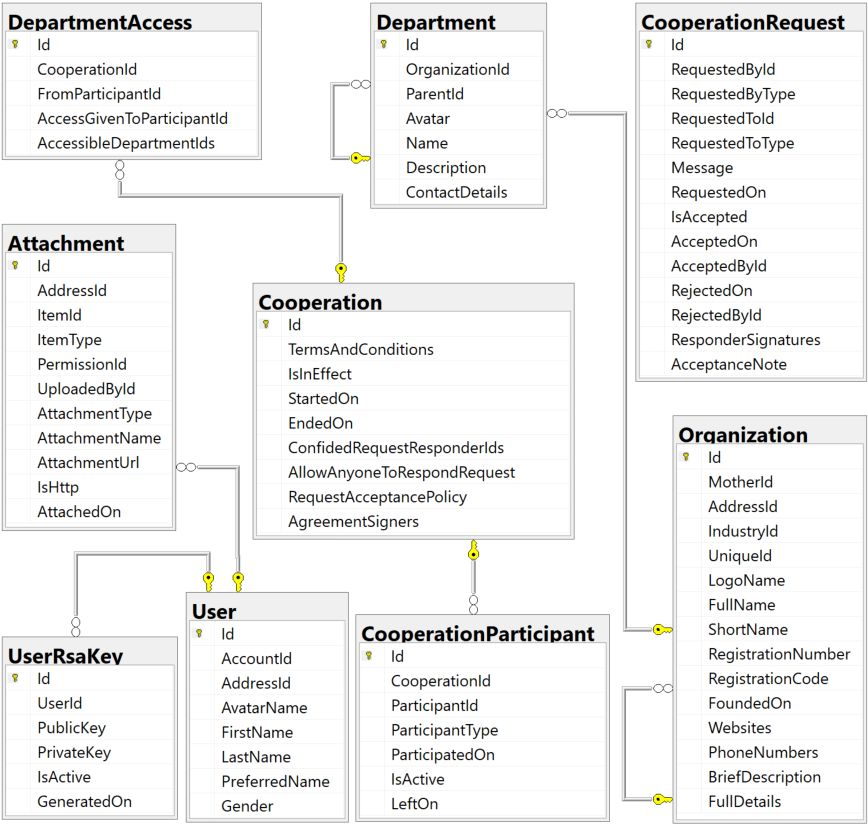 DepartmentAccess
Id
CooperationId
FromParticipantId
AccessGivenToParticipantId
AccessibleDepartmentIds
Department
Id
OrganizationId
ParentId
Avatar
Name
Description
ContactDetails
CooperationRequest
Id
RequestedById
RequestedByType
RequestedToId
RequestedToType
Message
RequestedOn
IsAccepted
AcceptedOn
AcceptedById
RejectedOn
RejectedById
ResponderSignatures
AcceptanceNote
Attachment
Id
AddressId
ItemId
ItemType
PermissionId
UploadedById
AttachmentType
AttachmentName
AttachmentUrl
IsHttp
AttachedOn
Cooperation
Id
TermsAndConditions
IsInEffect
StartedOn
EndedOn
ConfidedRequestResponderIds
AllowAnyoneToRespondRequest
RequestAcceptancePolicy
AgreementSigners
Organization
Id
MotherId
AddressId
IndustryId
UniqueId
LogoName
FullName
ShortName
RegistrationNumber
RegistrationCode
FoundedOn
Websites
PhoneNumbers
BriefDescription
FullDetails
UserRsaKey
Id
UserId
PublicKey
PrivateKey
IsActive
GeneratedOn
User
Id
AccountId
AddressId
AvatarName
FirstName
LastName
PreferredName
Gender
CooperationParticipant
Id
CooperationId
ParticipantId
ParticipantType
ParticipatedOn
IsActive
LeftOn